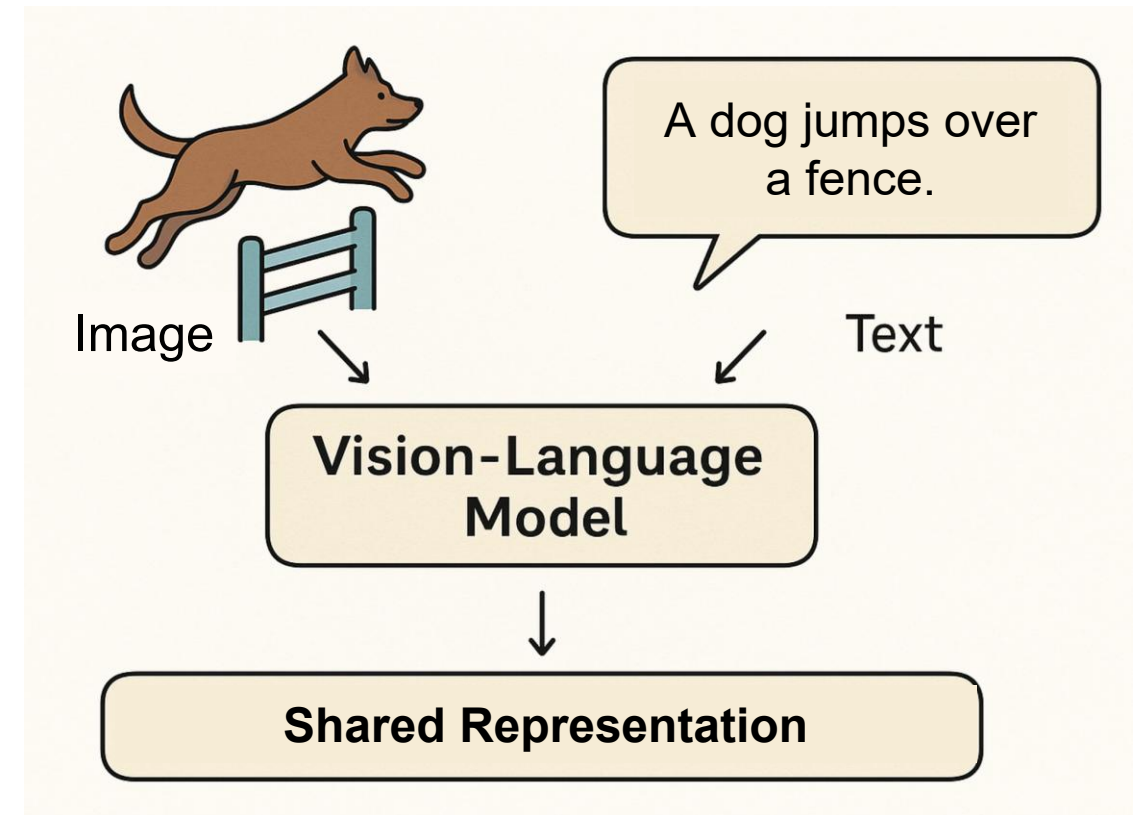 A dog jumps over
a fence.
Image
Text
Vision-Language
Model
Shared Representation